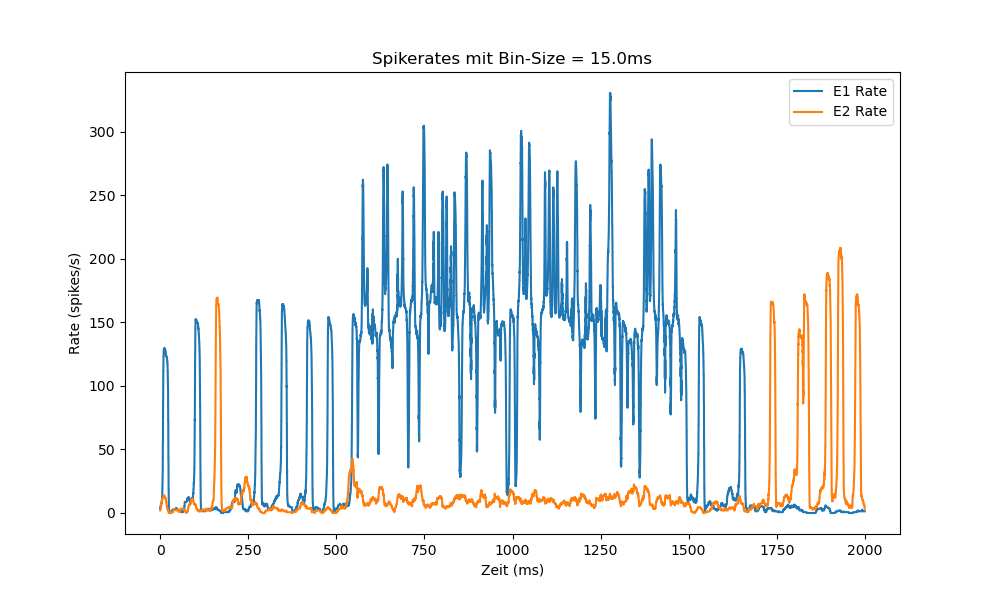 Spikerates mit Bin-Size = 15.0ms
E1 Rate
E2 Rate
Rate (spikes/s)
300
250
200
150
100
50
0
0 250 500 750 1000 1250 1500 1750 2000
Zeit (ms)